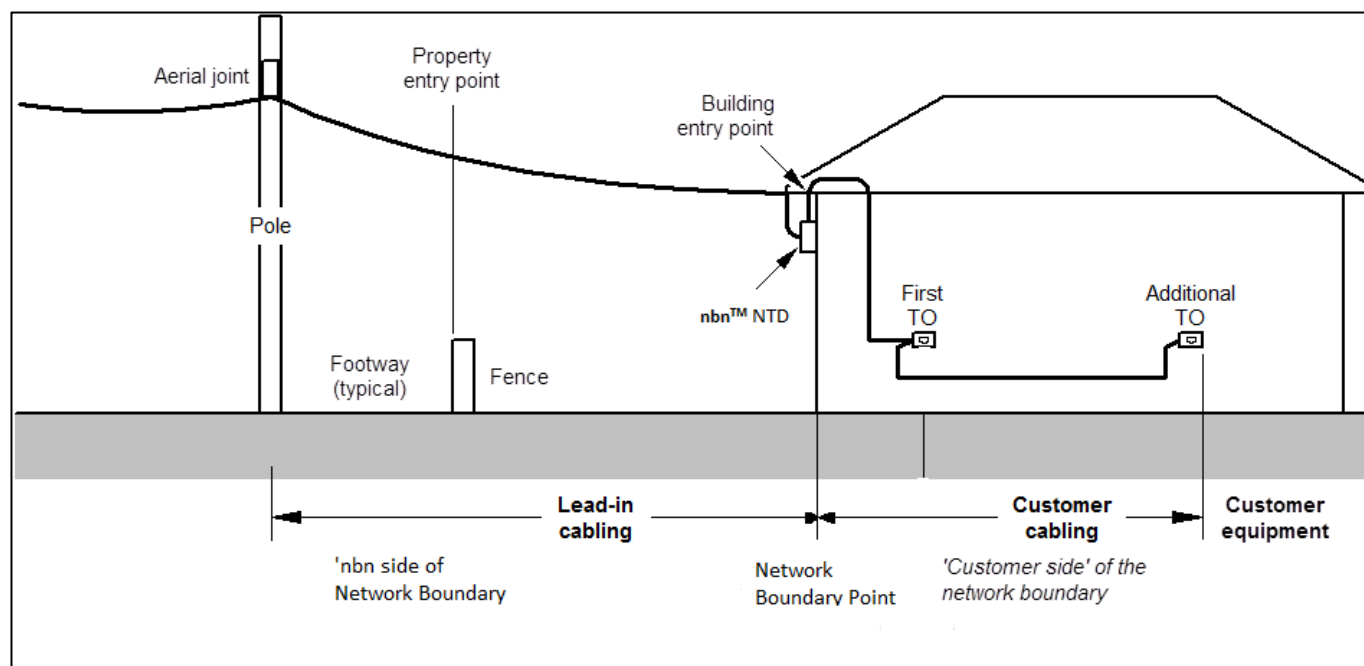 Aerial joint
Property
entry point
Building
entry point
Pole
nbn™ NTD
First
TO
Additional
TO
Footway
(typical)
Fence
Lead-in
cabling
Customer
cabling
Customer
equipment
'nbn side of
Network Boundary
Network
Boundary Point
'Customer side' of the
network boundary